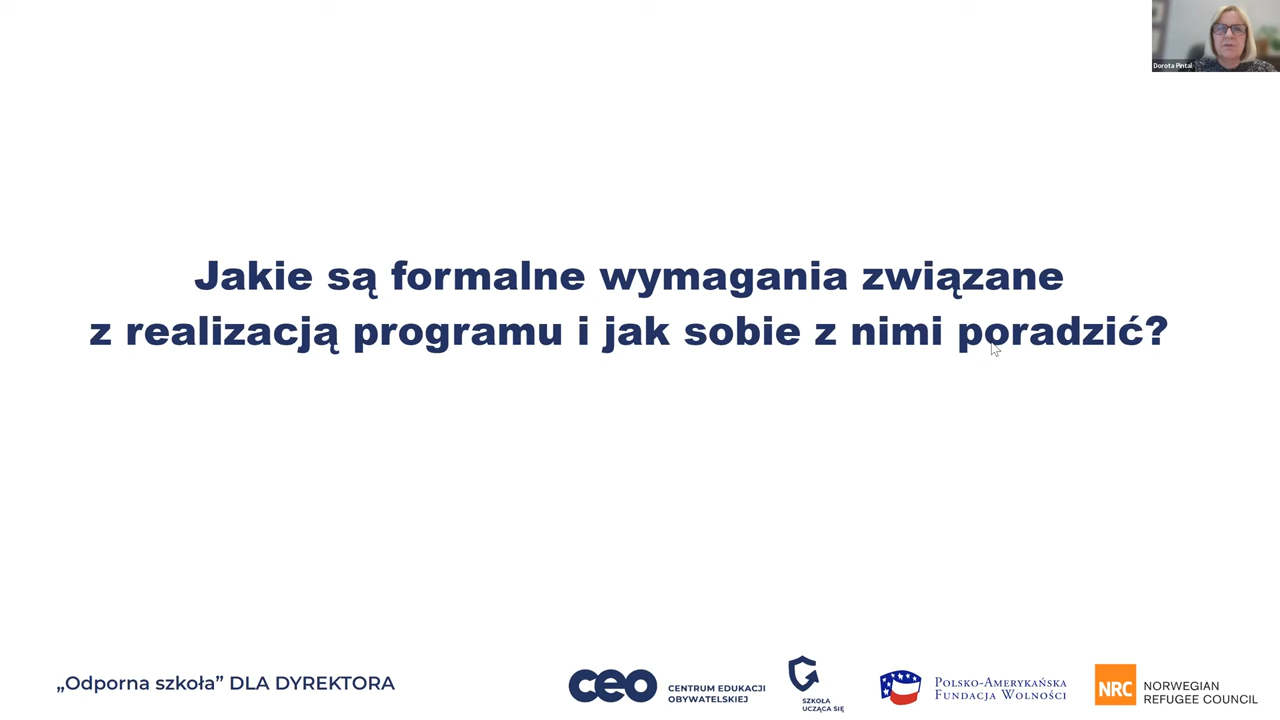 Dorota Pintal
Jakie są formalne wymagania związane
z realizacją programu i jak sobie z nimi poradzić?
„Odporna szkoła” DLA DYREKTORA
ceo
CENTRUM EDUKACJI
OBYWATELSKIEJ
SZKOŁA
UCZĄCA SIĘ
POLSKO-AMERYKAŃSKA
FUNDACJA WOLNOŚCI
NRC
NORWEGIAN
REFUGEE COUNCIL